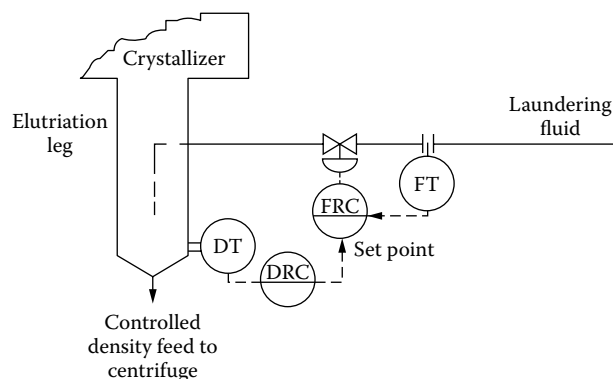 Crystallizer
Elutriation
leg
Laundering
fluid
FT
FRC
Set point
DT
DRC
Controlled
density feed to
centrifuge